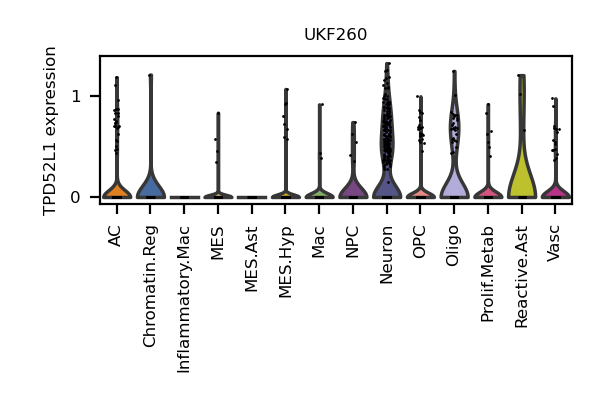 UKF260
TPD52L1 expression
1
0
AC
Chromatin.Reg
Inflammatory.Mac
MES
MES.Ast
MES.Hyp
Mac
NPC
Neuron
OPC
Oligo
Prolif.Metab
Reactive.Ast
Vasc